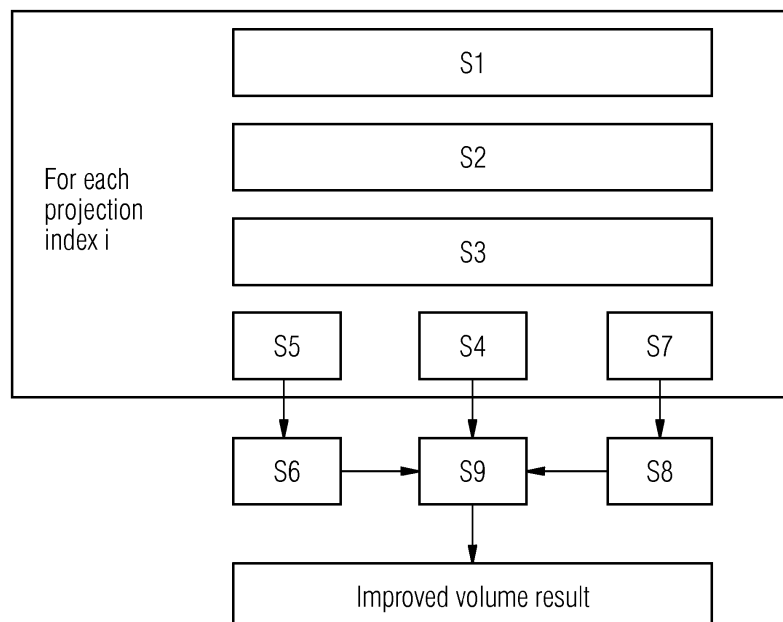 S1
S2
For each
projection
index i
S3
S5
S4
S7
S6
S9
S8
Improved volume result